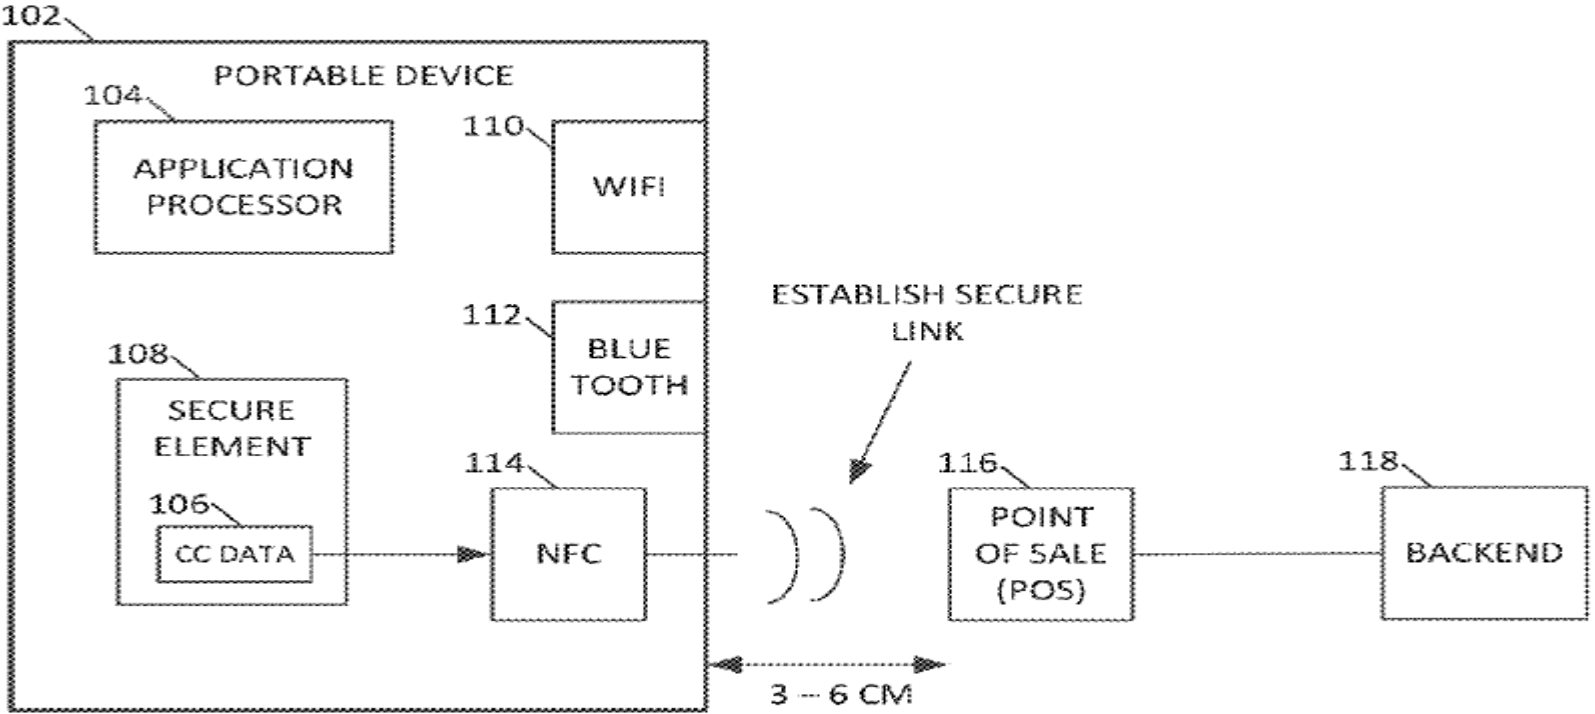 102
PORTABLE DEVICE
104
APPLICATION
PROCESSOR
110
WIFI
112
BLUE
TOOTH
108
SECURE
ELEMENT
106
CC DATA
114
NFC
ESTABLISH SECURE
LINK
116
POINT
OF SALE
(POS)
118
BACKEND
3 – 6 CM